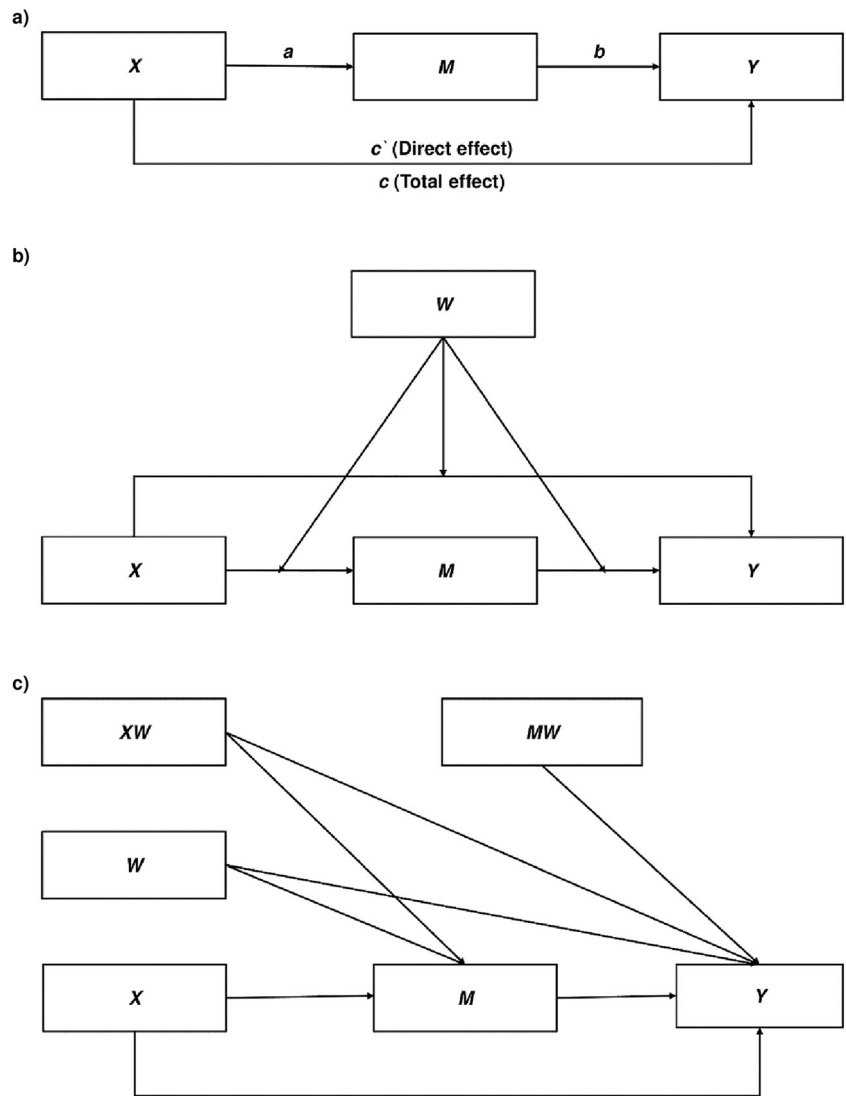 a)
a b
X M Y
c` (Direct effect)
c (Total effect)
b)
W
X M Y
c)
XW MW
W
X M Y